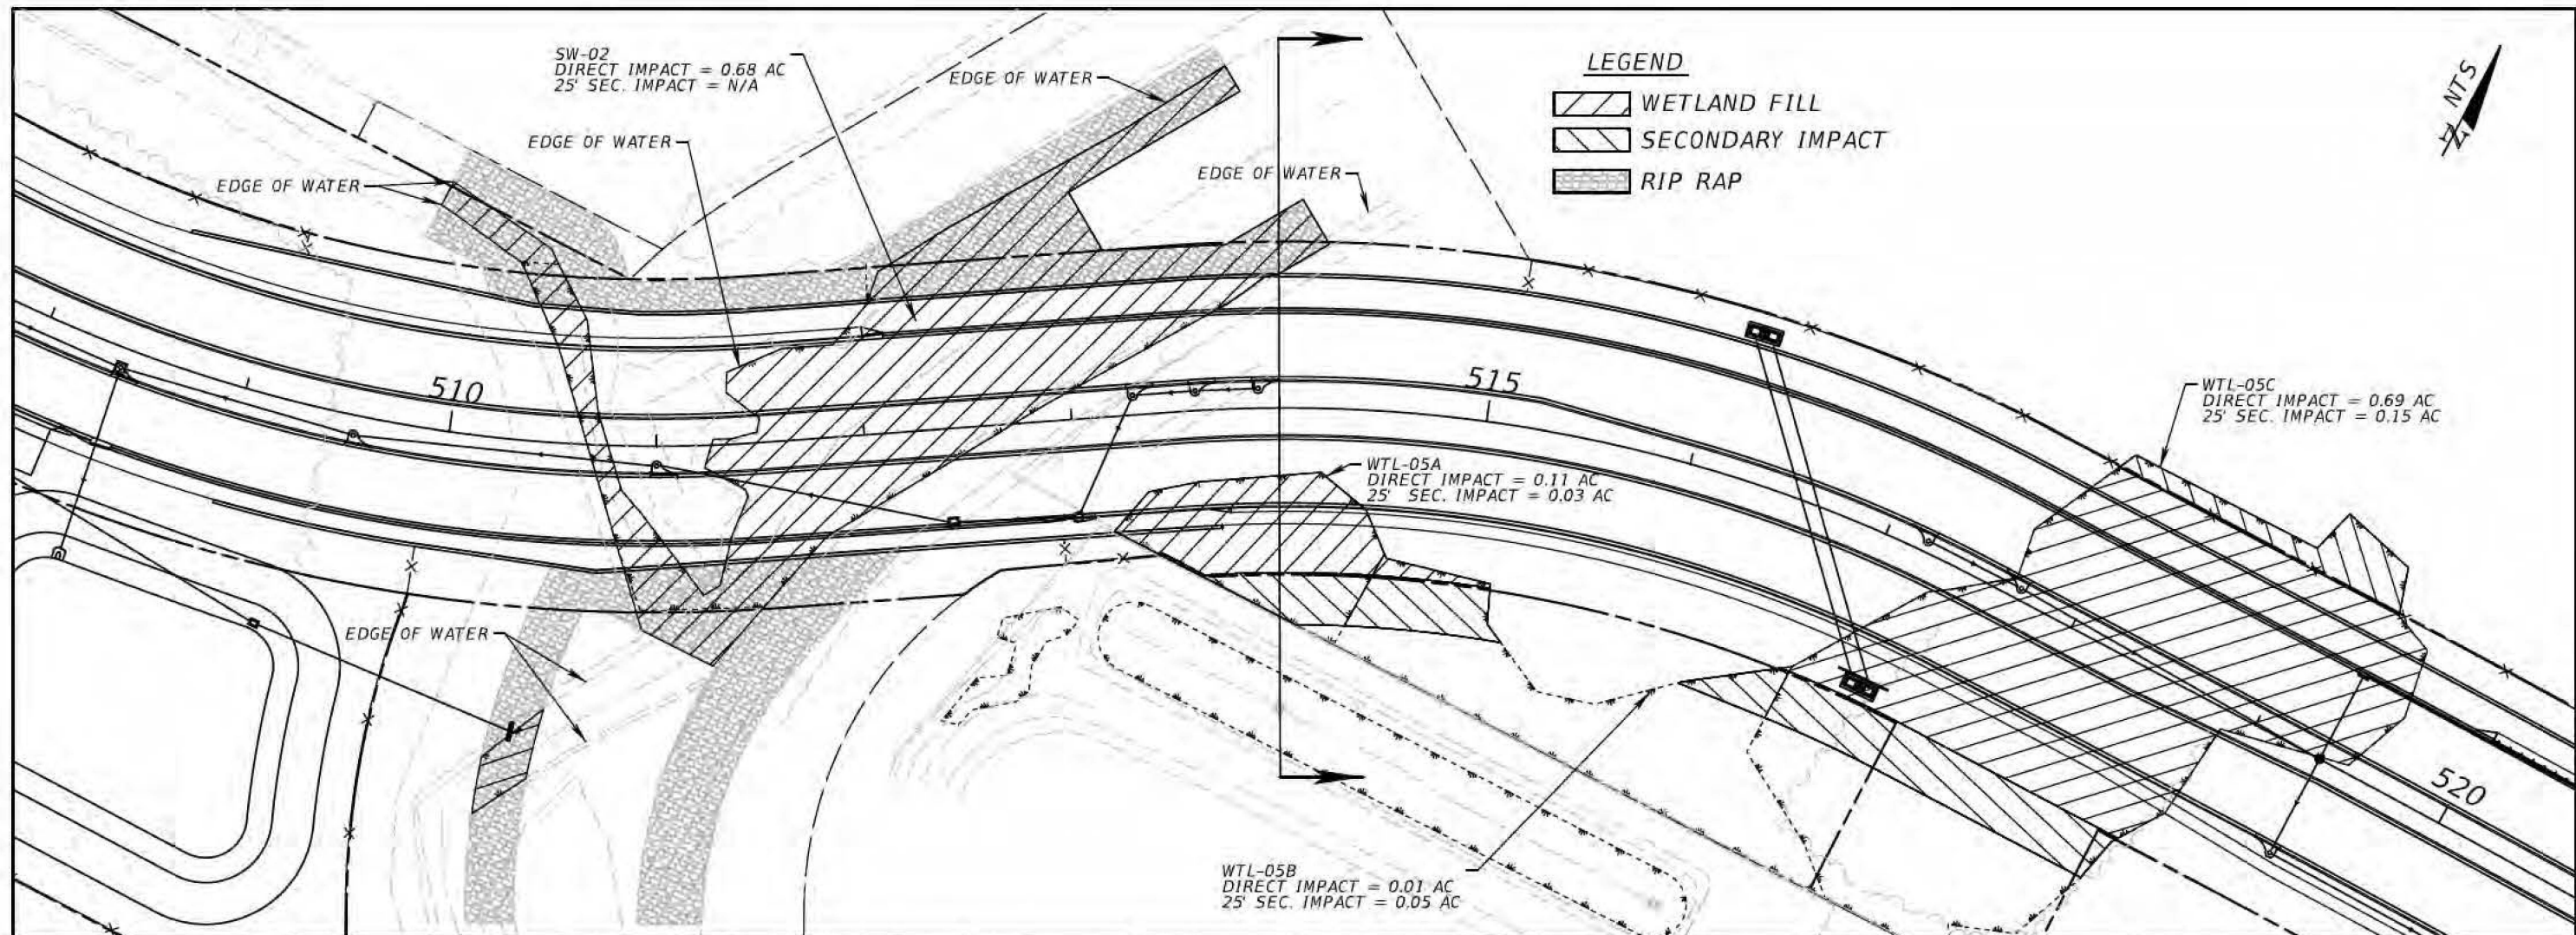 SW-02
DIRECT IMPACT = 0.68 AC
25' SEC. IMPACT = N/A
EDGE OF WATER
EDGE OF WATER
EDGE OF WATER
EDGE OF WATER
LEGEND
WETLAND FILL
SECONDARY IMPACT
RIP RAP
NTS
N
510
515
WTL-05C
DIRECT IMPACT = 0.69 AC
25' SEC. IMPACT = 0.15 AC
WTL-05A
DIRECT IMPACT = 0.11 AC
25' SEC. IMPACT = 0.03 AC
EDGE OF WATER
520
WTL-05B
DIRECT IMPACT = 0.01 AC
25' SEC. IMPACT = 0.05 AC